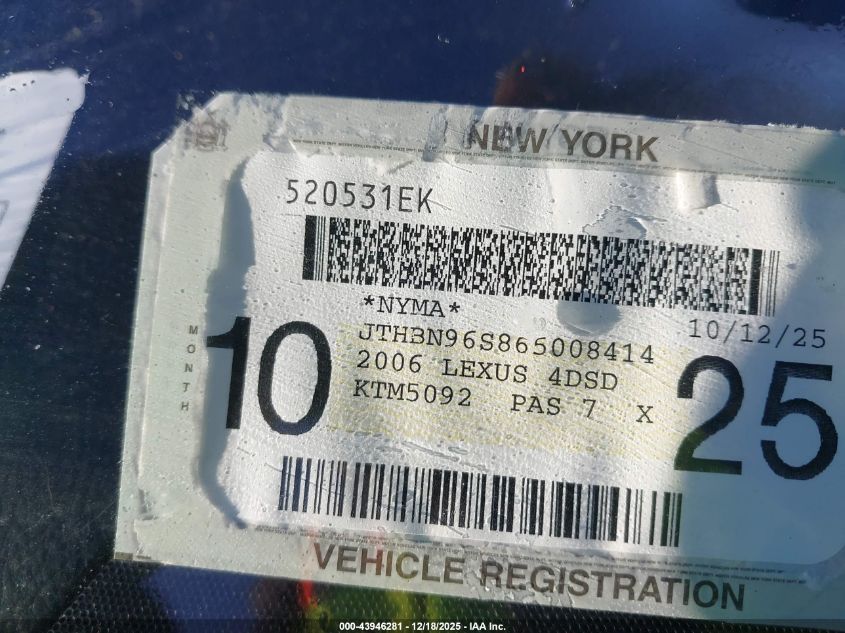 NEW YORK
520531EK
*NYMA*
10/12/25
JTHBN96S865008414
2006 LEXUS 4DSD
KTM5092 PAS 7 X
MONTH
10
25
VEHICLE REGISTRATION
000-43946281 - 12/18/2025 - IAA Inc.